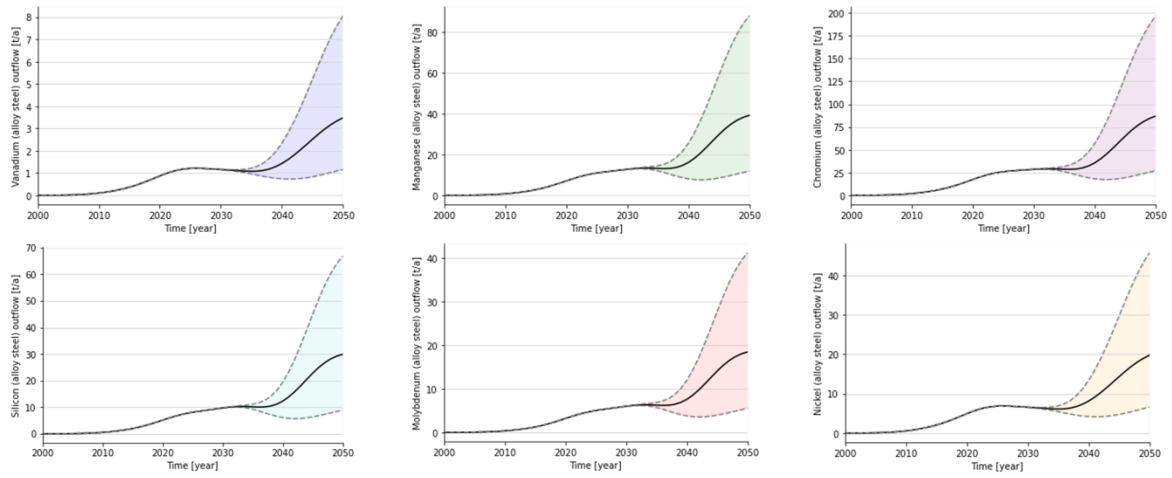 Vanadium (alloy steel) outflow [t/a]
8
7
6
5
4
3
2
1
0
2000 2010 2020 2030 2040 2050
Time [year]
Manganese (alloy steel) outflow [t/a]
80
60
40
20
0
2000 2010 2020 2030 2040 2050
Time [year]
Chromium (alloy steel) outflow [t/a]
200
175
150
125
100
75
50
25
0
2000 2010 2020 2030 2040 2050
Time [year]
Silicon (alloy steel) outflow [t/a]
70
60
50
40
30
20
10
0
2000 2010 2020 2030 2040 2050
Time [year]
Molybdenum (alloy steel) outflow [t/a]
40
30
20
10
0
2000 2010 2020 2030 2040 2050
Time [year]
Nickel (alloy steel) outflow [t/a]
40
30
20
10
0
2000 2010 2020 2030 2040 2050
Time [year]